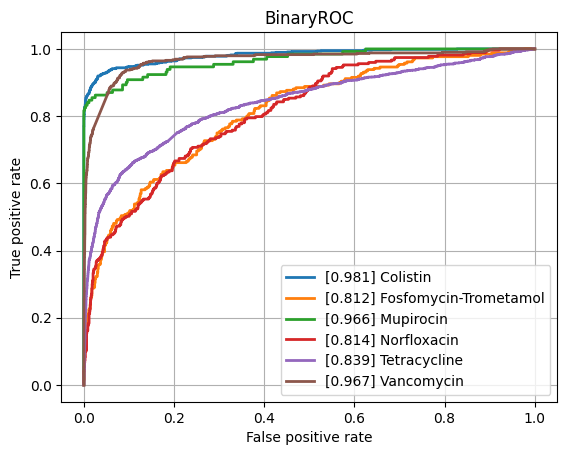 BinaryROC
True positive rate
1.0
0.8
0.6
0.4
0.2
0.0
[0.981] Colistin
[0.812] Fosfomycin-Trometamol
[0.966] Mupirocin
[0.814] Norfloxacin
[0.839] Tetracycline
[0.967] Vancomycin
0.0 0.2 0.4 0.6 0.8 1.0
False positive rate